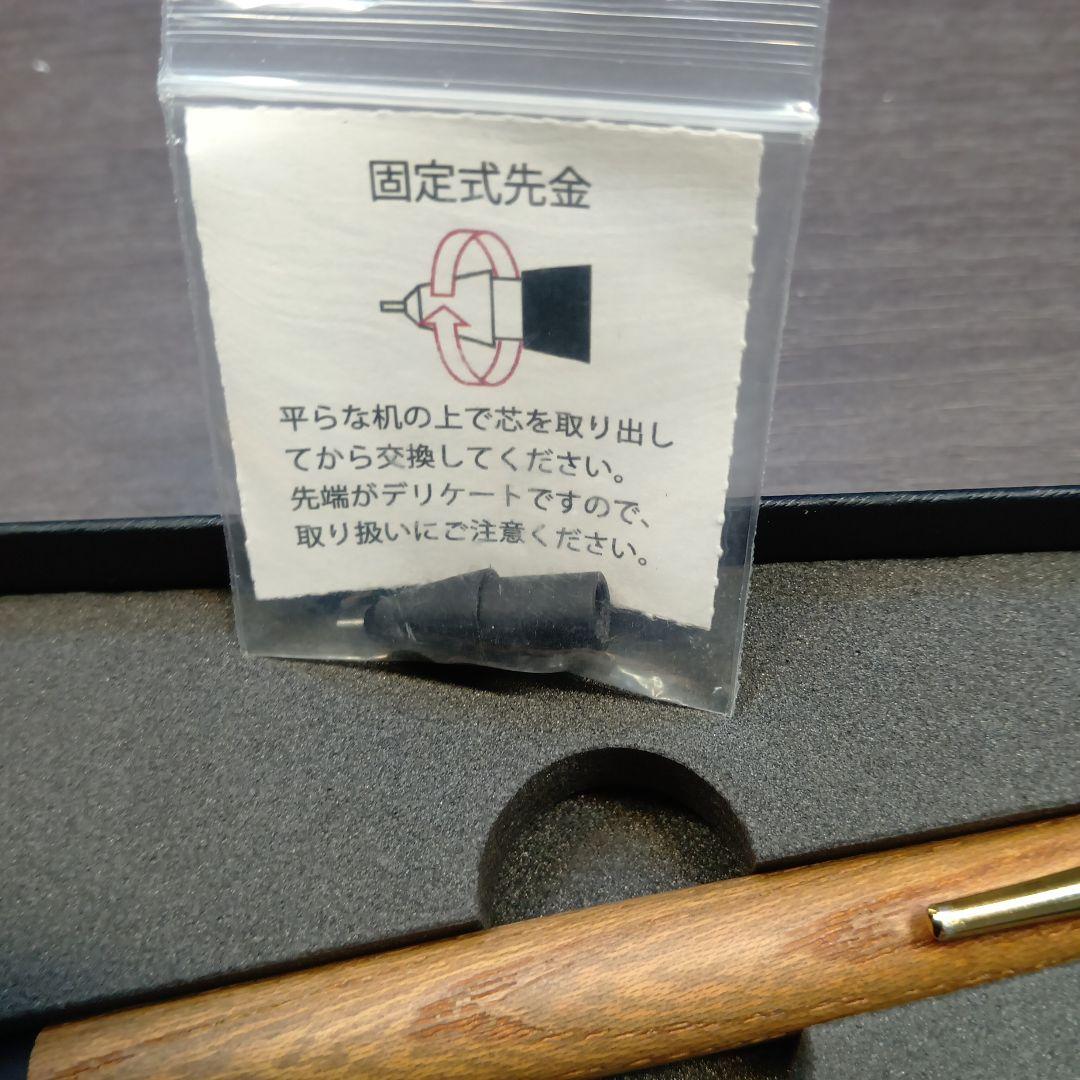 固定式先金
平らな机の上で芯を取り出し
てから交換してください。
先端がデリケートですので、
取り扱いにご注意ください。